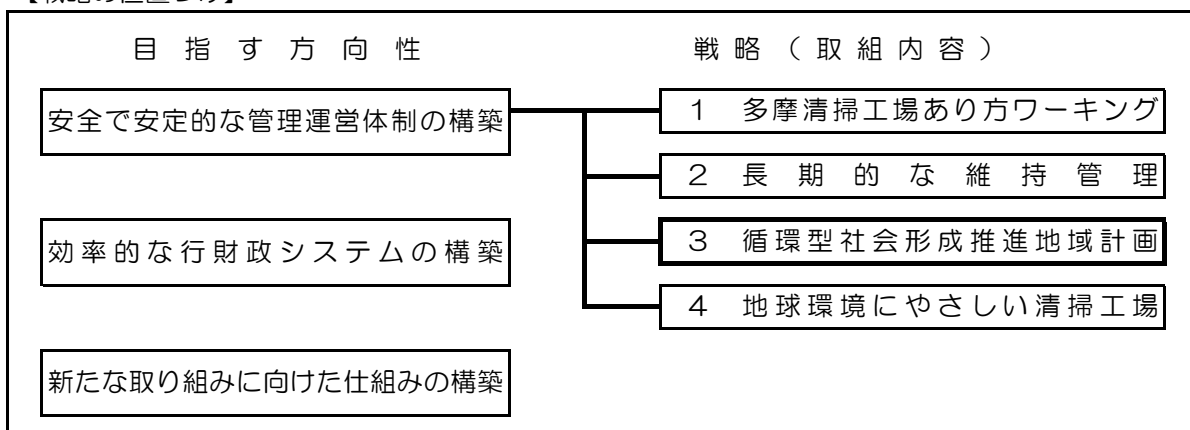 目指す方向性
戦略（取組内容）
安全で安定的な管理運営体制の構築
1 多摩清掃工場あり方ワーキング
2 長期的な維持管理
効率的な行財政システムの構築
3 循環型社会形成推進地域計画
4 地球環境にやさしい清掃工場
新たな取り組みに向けた仕組みの構築